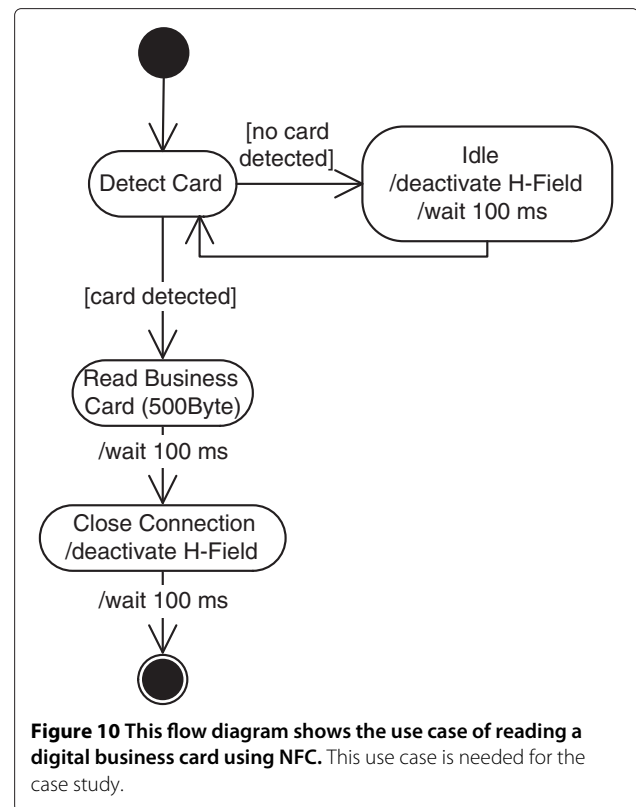 [no card
detected]
Detect Card
Idle
/deactivate H-Field
/wait 100 ms
[card detected]
Read Business
Card (500Byte)
/wait 100 ms
Close Connection
/deactivate H-Field
/wait 100 ms
Figure 10 This flow diagram shows the use case of reading a
digital business card using NFC. This use case is needed for the
case study.